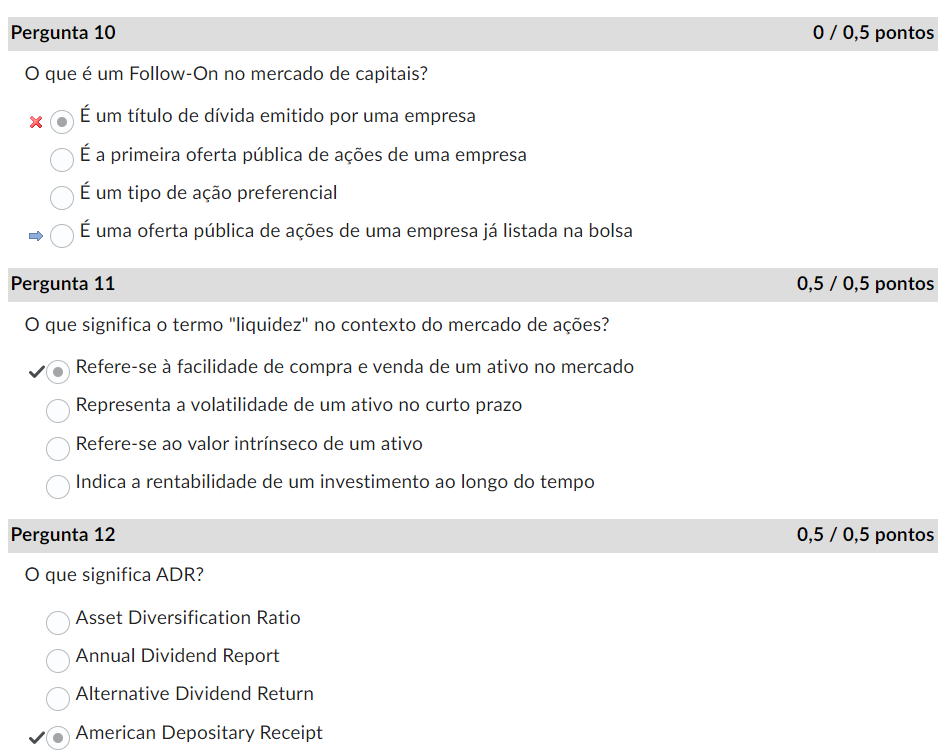 Pergunta 10 0 / 0,5 pontos
O que é um Follow-On no mercado de capitais?
É um título de dívida emitido por uma empresa
É a primeira oferta pública de ações de uma empresa
É um tipo de ação preferencial
É uma oferta pública de ações de uma empresa já listada na bolsa
Pergunta 11 0,5 / 0,5 pontos
O que significa o termo "liquidez" no contexto do mercado de ações?
Refere-se à facilidade de compra e venda de um ativo no mercado
Representa a volatilidade de um ativo no curto prazo
Refere-se ao valor intrínseco de um ativo
Indica a rentabilidade de um investimento ao longo do tempo
Pergunta 12 0,5 / 0,5 pontos
O que significa ADR?
Asset Diversification Ratio
Annual Dividend Report
Alternative Dividend Return
American Depositary Receipt